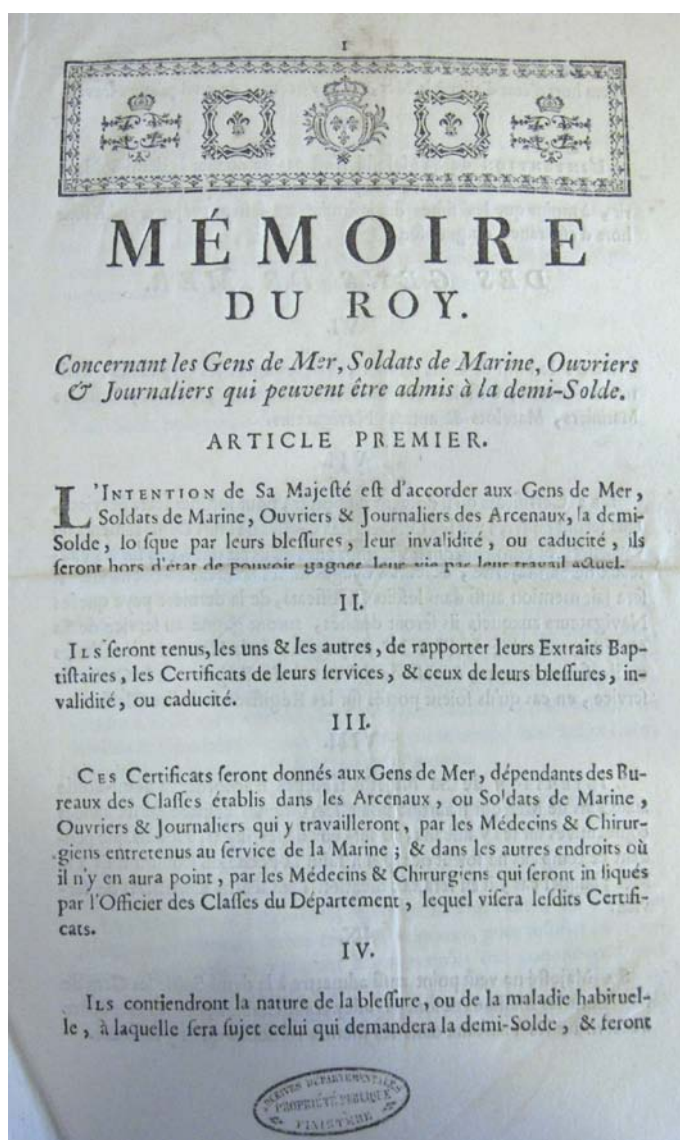 1
MÉMOIRE
DU ROY.
Concernant les Gens de Mer, Soldats de Marine, Ouvriers
& Journaliers qui peuvent être admis à la demi-Solde.
ARTICLE PREMIER.
L'INTENTION de Sa Majeſté eſt d'accorder aux Gens de Mer,
Soldats de Marine, Ouvriers & Journaliers des Arcenaux, la demi-
Solde, lo ſque par leurs bleſſures, leur invalidité, ou caducité, ils
ſeront hors d'état de pouvoir gagner leur vie par leur travail actuel.
II.
ILS ſeront tenus, les uns & les autres, de rapporter leurs Extraits Bap-
tiſtaires, les Certificats de leurs ſervices, & ceux de leurs bleſſures, in-
validité, ou caducité.
III.
CES Certificats ſeront donnés aux Gens de Mer, dépendants des Bu-
reaux des Claſſes établis dans les Arcenaux, ou So'dats de Marine,
Ouvriers & Journaliers qui y travailleront, par les Médecins & Chirur-
giens entretenus au ſervice de la Marine; & dans les autres endroits où
il n'y en aura point, par les Médecins & Chirurgiens qui ſeront in liqués
par l'Officier des Claſſes du Département, lequel viſera leſdits Certifi-
cats.
IV.
ILS contiendront la nature de la bleſſure, ou de la maladie habituel-
le, à laquelle ſera ſujet celui qui demandera la demi-Solde, & ſeront
ARCHIVES DÉPARTEMENTALES
PROPRIÉTÉ PUBLIQUE
FINISTÈRE